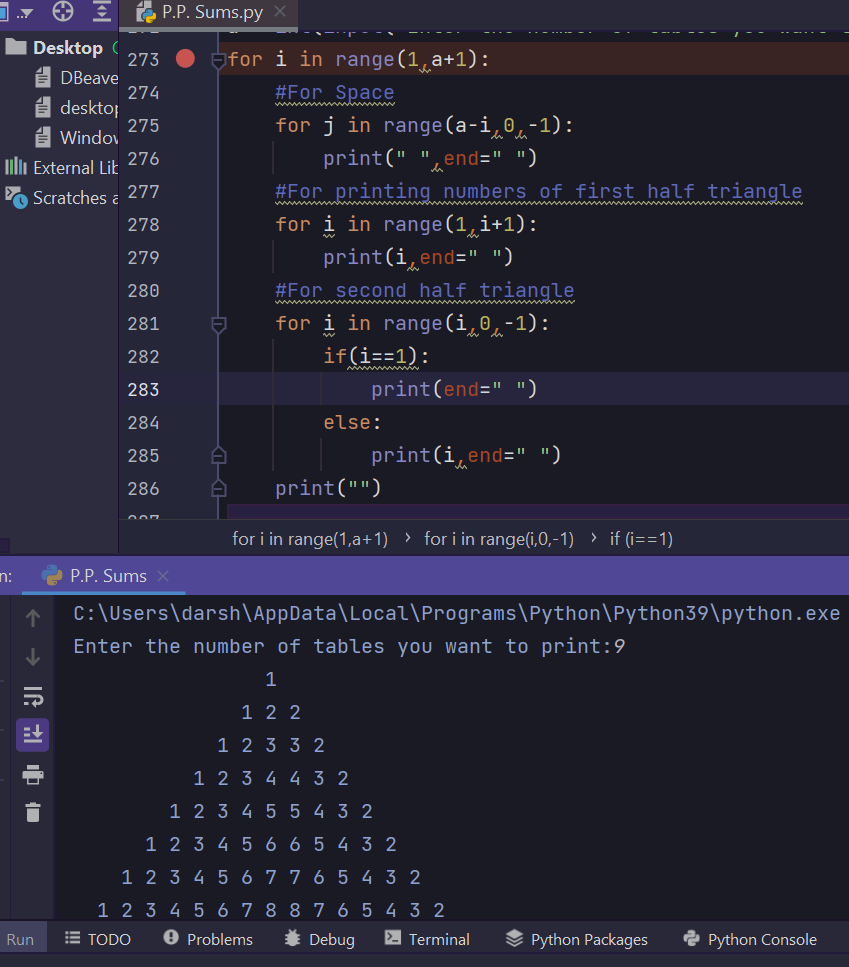 P.P. Sums.py
Desktop
DBeave
desktop
Window
External Lib
Scratches a
273 for i in range(1,a+1):
274 #For Space
275 for j in range(a-i,0,-1):
276 print(" ",end=" ")
277 #For printing numbers of first half triangle
278 for i in range(1,i+1):
279 print(i,end=" ")
280 #For second half triangle
281 for i in range(i,0,-1):
282 if(i==1):
283 print(end=" ")
284 else:
285 print(i,end=" ")
286 print("")
for i in range(1,a+1) › for i in range(i,0,-1) › if (i==1)
n: P.P. Sums
C:\Users\darsh\AppData\Local\Programs\Python\Python39\python.exe
Enter the number of tables you want to print:9
1
1 2 2
1 2 3 3 2
1 2 3 4 4 3 2
1 2 3 4 5 5 4 3 2
1 2 3 4 5 6 6 5 4 3 2
1 2 3 4 5 6 7 7 6 5 4 3 2
1 2 3 4 5 6 7 8 8 7 6 5 4 3 2
Run TODO Problems Debug Terminal Python Packages Python Console